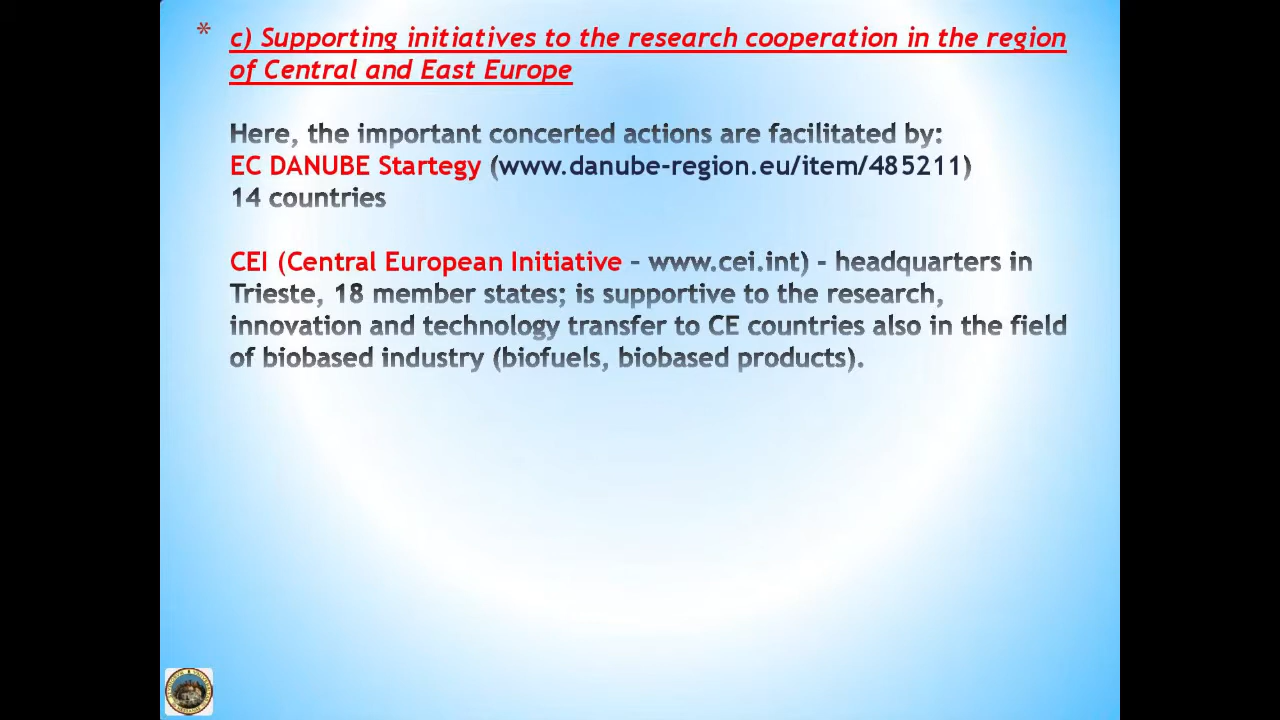 * c) Supporting initiatives to the research cooperation in the region
of Central and East Europe
Here, the important concerted actions are facilitated by:
EC DANUBE Startegy (www.danube-region.eu/item/485211)
14 countries
CEI (Central European Initiative - www.cei.int) - headquarters in
Trieste, 18 member states; is supportive to the research,
innovation and technology transfer to CE countries also in the field
of biobased industry (biofuels, biobased products).